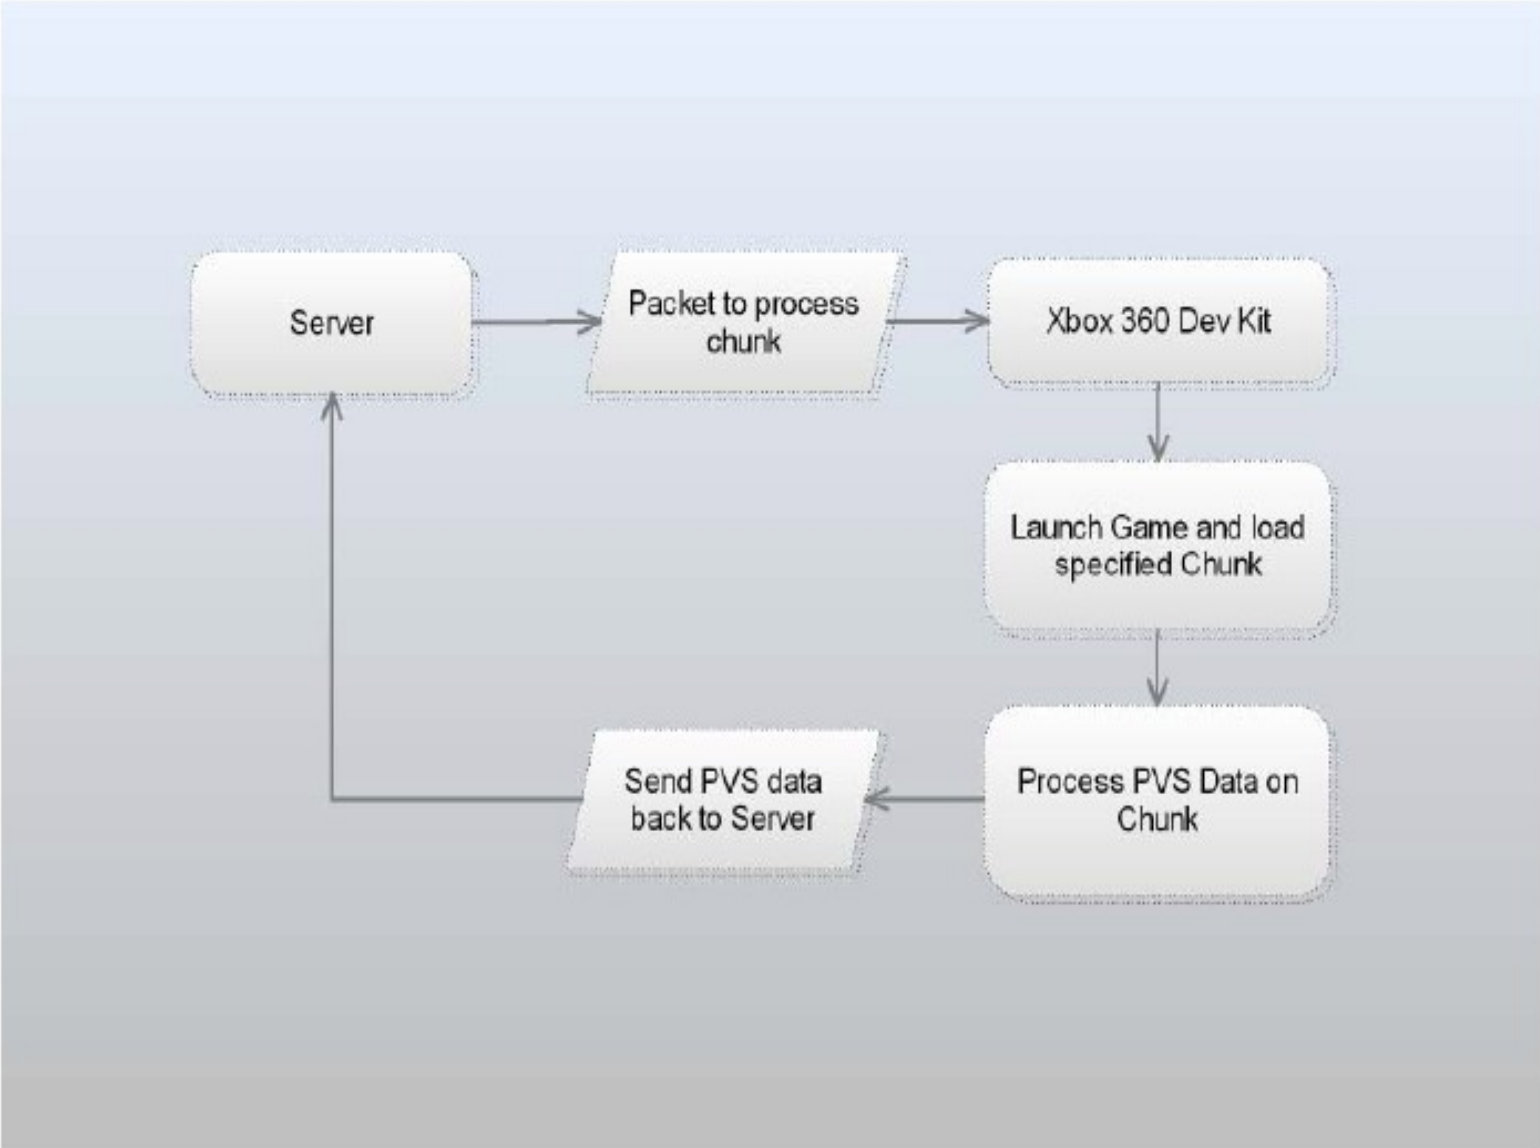 Server
Packet to process
chunk
Xbox 360 Dev Kit
Launch Game and load
specified Chunk
Process PVS Data on
Chunk
Send PVS data
back to Server